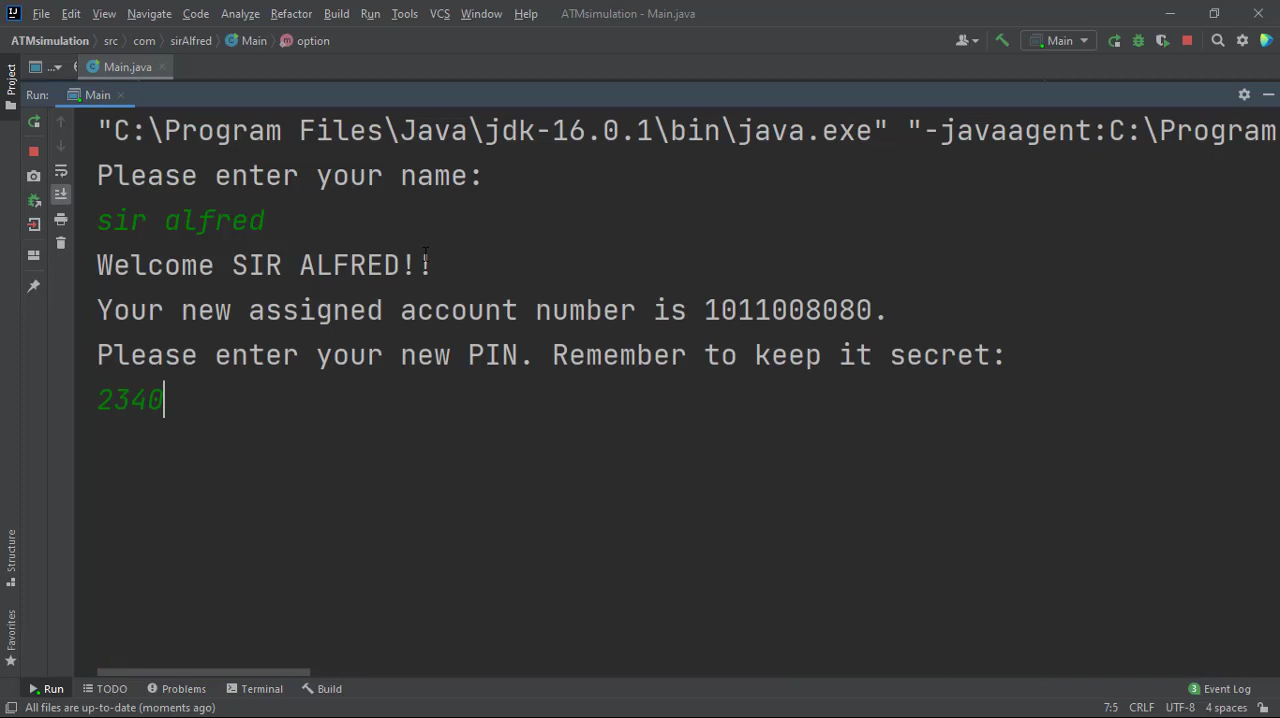 File Edit View Navigate Code Analyze Refactor Build Run Tools VCS Window Help ATMsimulation - Main.java
ATMsimulation src com sirAlfred Main option Main
Project ... Main.java
Run: Main
"C:\Program Files\Java\jdk-16.0.1\bin\java.exe" "-javaagent:C:\Program
Please enter your name:
sir alfred
Welcome SIR ALFRED!!
Your new assigned account number is 1011008080.
Please enter your new PIN. Remember to keep it secret:
2340
Structure
Favorites
Run TODO Problems Terminal Build 3 Event Log
All files are up-to-date (moments ago) 7:5 CRLF UTF-8 4 spaces